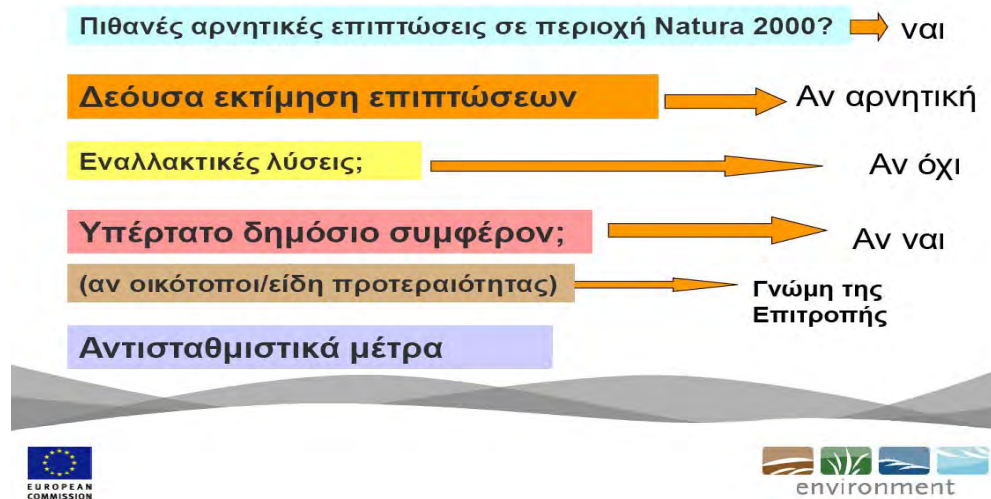 Πιθανές αρνητικές επιπτώσεις σε περιοχή Natura 2000? ναι
Δεόυσα εκτίμηση επιπτώσεων Αν αρνητική
Εναλλακτικές λύσεις; Αν όχι
Υπέρτατο δημόσιο συμφέρον; Αν ναι
(αν οικότοποι/είδη προτεραιότητας) Γνώμη της
Επιτροπής
Αντισταθμιστικά μέτρα
EUROPEAN
COMMISSION
environment